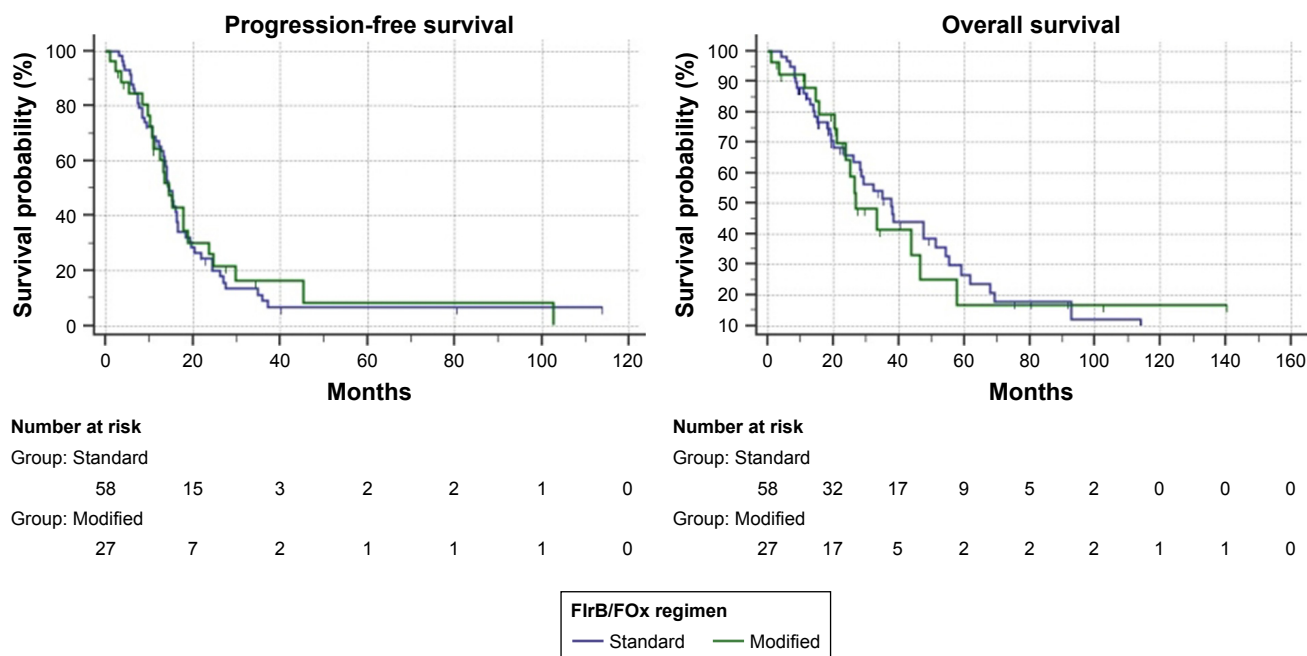 Progression-free survival
Survival probability (%)
100
80
60
40
20
0
0 20 40 60 80 100 120
Months
Number at risk
Group: Standard
58 15 3 2 2 1 0
Group: Modified
27 7 2 1 1 1 0
Overall survival
Survival probability (%)
100
90
80
70
60
50
40
30
20
10
0 20 40 60 80 100 120 140 160
Months
Number at risk
Group: Standard
58 32 17 9 5 2 0 0 0
Group: Modified
27 17 5 2 2 2 1 1 0
FIrB/FOx regimen
Standard Modified